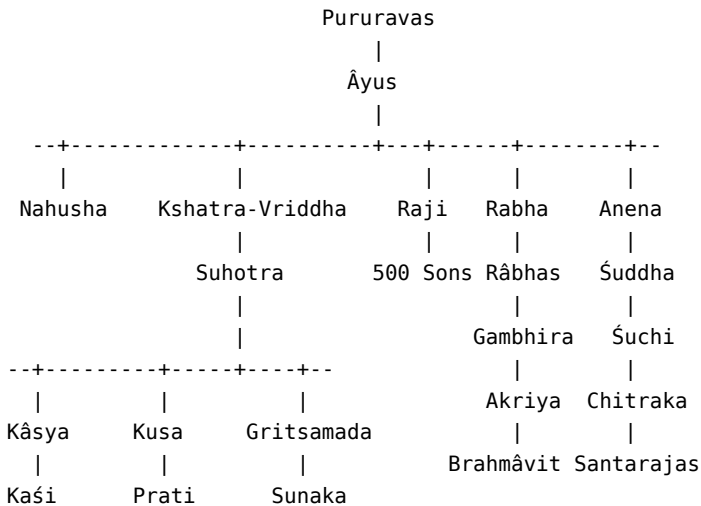 Pururavas
Âyus
Nahusha Kshatra-Vriddha Raji Rabha Anena
Suhotra 500 Sons Râbhas Śuddha
Gambhira Śuchi
Akriya Chitraka
Kâsya Kusa Gritsamada
Brahmâvit Santarajas
Kaśi Prati Sunaka